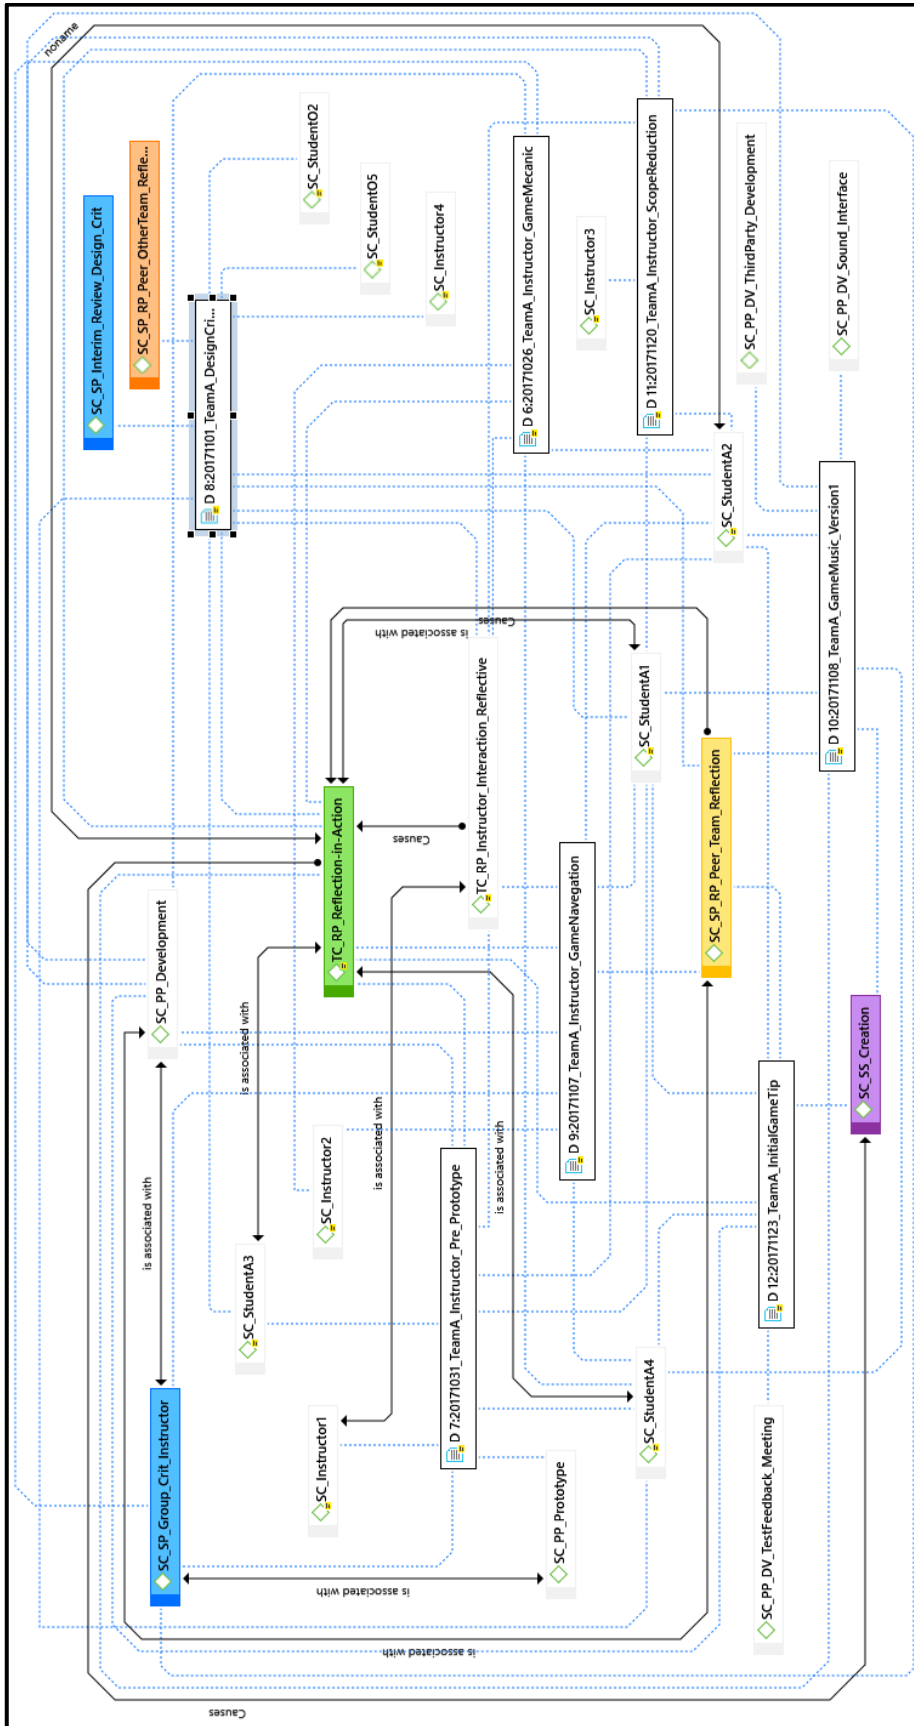 noname
SC_SP_Interim_Review_Design_Crit
SC_SP_RP_Peer_OtherTeam_Refle...
D 8:20171101_TeamA_DesignCri...
SC_StudentO2
SC_StudentO5
SC_Instructor4
D 6:20171026_TeamA_Instructor_GameMecanic
SC_Instructor3
D 11:20171120_TeamA_Instructor_ScopeReduction
SC_StudentA2
SC_PP_DV_ThirdParty_Development
SC_PP_DV_Sound_Interface
D 10:20171108_TeamA_GameMusic_Version1
is associated with
Causes
SC_StudentA1
TC_RP_Instructor_Interaction_Reflective
Causes
TC_RP_Reflection-in-Action
SC_PP_Development
SC_SP_RP_Peer_Team_Reflection
D 9:20171107_TeamA_Instructor_GameNavegation
is associated with
is associated with
is associated with
is associated with
SC_Instructor2
SC_StudentA3
D 7:20171031_TeamA_Instructor_Pre_Prototype
SC_SS_Creation
D 12:20171123_TeamA_InitialGameTip
SC_SP_Group_Crit_Instructor
SC_Instructor1
SC_StudentA4
SC_PP_Prototype
SC_PP_DV_TestFeedback_Meeting
is associated with
is associated with
Causes